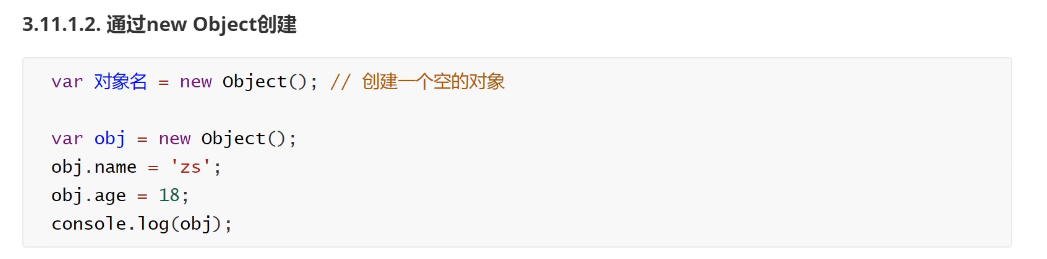 3.11.1.2. 通过new Object创建
var 对象名 = new Object(); // 创建一个空的对象
var obj = new Object();
obj.name = 'zs';
obj.age = 18;
console.log(obj);